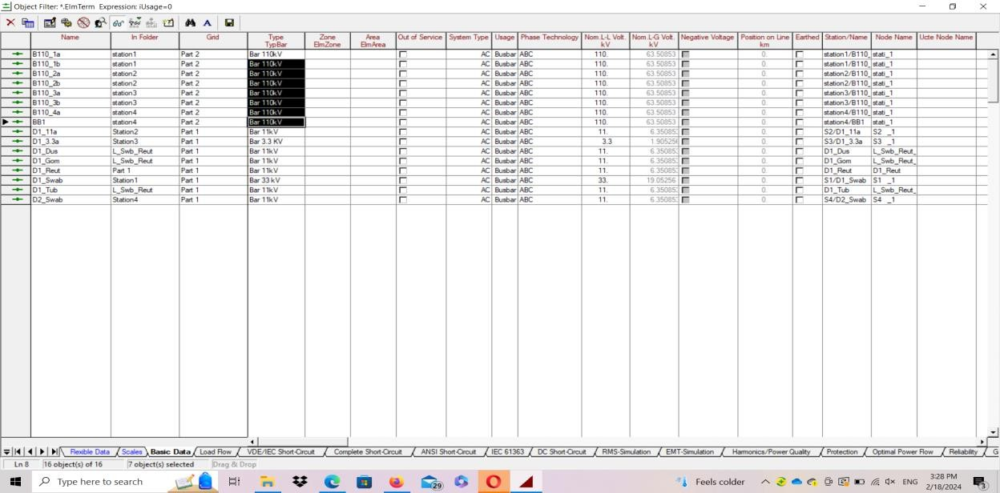 Object Filter: *.ElmTerm Expression: iUsage=0
Name In Folder Grid Type TypBar Zone ElmZone Area ElmArea Out of Service System Type Usage Phase Technology Nom.L-L Volt. kV Nom.L-G Volt. kV Negative Voltage Position on Line km Earthed Station/Name Node Name Ucte Node Name
B110_1a station1 Part 2 Bar 110kV AC Busbar ABC 110. 63.50853 0. station1/B110_ stati_1
B110_1b station1 Part 2 Bar 110kV AC Busbar ABC 110. 63.50853 0. station1/B110_ stati_1
B110_2a station2 Part 2 Bar 110kV AC Busbar ABC 110. 63.50853 0. station2/B110_ stati_1
B110_2b station2 Part 2 Bar 110kV AC Busbar ABC 110. 63.50853 0. station2/B110_ stati_1
B110_3a station3 Part 2 Bar 110kV AC Busbar ABC 110. 63.50853 0. station3/B110_ stati_1
B110_3b station3 Part 2 Bar 110kV AC Busbar ABC 110. 63.50853 0. station3/B110_ stati_1
B110_4a station4 Part 2 Bar 110kV AC Busbar ABC 110. 63.50853 0. station4/B110_ stati_1
BB1 station4 Part 2 Bar 110kV AC Busbar ABC 110. 63.50853 0. station4/BB1 stati_1
D1_11a Station2 Part 1 Bar 11kV AC Busbar ABC 11. 6.35085 0. S2/D1_11a S2 _1
D1_3.3a Station3 Part 1 Bar 3.3 KV AC Busbar ABC 3.3 1.90525 0. S3/D1_3.3a S3 _1
D1_Dus L_Swb_Reut Part 1 Bar 11kV AC Busbar ABC 11. 6.35085 0. D1_Dus L_Swb_Reut_
D1_Gom L_Swb_Reut Part 1 Bar 11kV AC Busbar ABC 11. 6.35085 0. D1_Gom L_Swb_Reut_
D1_Reut Part 1 Part 1 Bar 11kV AC Busbar ABC 11. 6.35085 0. D1_Reut D1_Reut
D1_Swab Station1 Part 1 Bar 33 kV AC Busbar ABC 33. 19.05256 0. S1/D1_Swab S1 _1
D1_Tub L_Swb_Reut Part 1 Bar 11kV AC Busbar ABC 11. 6.35085 0. D1_Tub L_Swb_Reut_
D2_Swab Station4 Part 1 Bar 11kV AC Busbar ABC 11. 6.35085 0. S4/D2_Swab S4 _1
Flexible Data Scales Basic Data Load Flow VDE/IEC Short-Circuit Complete Short-Circuit ANSI Short-Circuit IEC 61363 DC Short-Circuit RMS-Simulation EMT-Simulation Harmonics/Power Quality Protection Optimal Power Flow Reliability G
Ln 8 16 object(s) of 16 7 object(s) selected Drag & Drop
Type here to search 29 Feels colder ENG 3:28 PM 2/18/2024 3